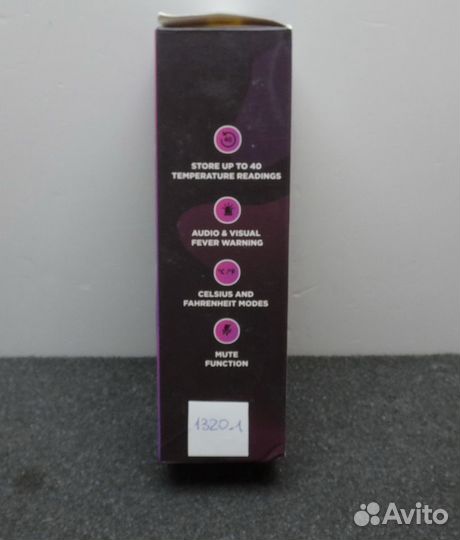 40
STORE UP TO 40
TEMPERATURE READINGS
AUDIO & VISUAL
FEVER WARNING
°C/°F
CELSIUS AND
FAHRENHEIT MODES
MUTE
FUNCTION
1320-1
Avito